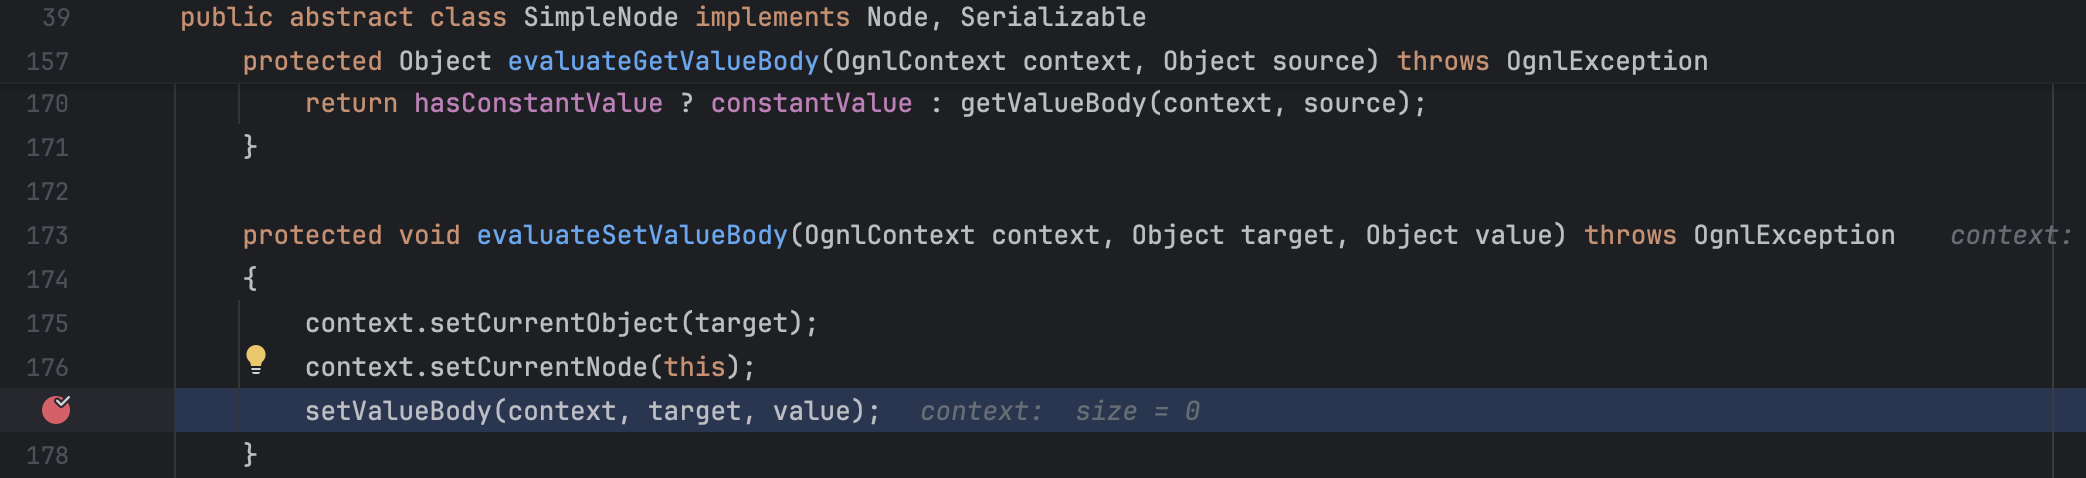 39 public abstract class SimpleNode implements Node, Serializable
157 protected Object evaluateGetValueBody(OgnlContext context, Object source) throws OgnlException
170 return hasConstantValue ? constantValue : getValueBody(context, source);
171 }
172
173 protected void evaluateSetValueBody(OgnlContext context, Object target, Object value) throws OgnlException context:
174 {
175 context.setCurrentObject(target);
176 context.setCurrentNode(this);
setValueBody(context, target, value); context: size = 0
178 }